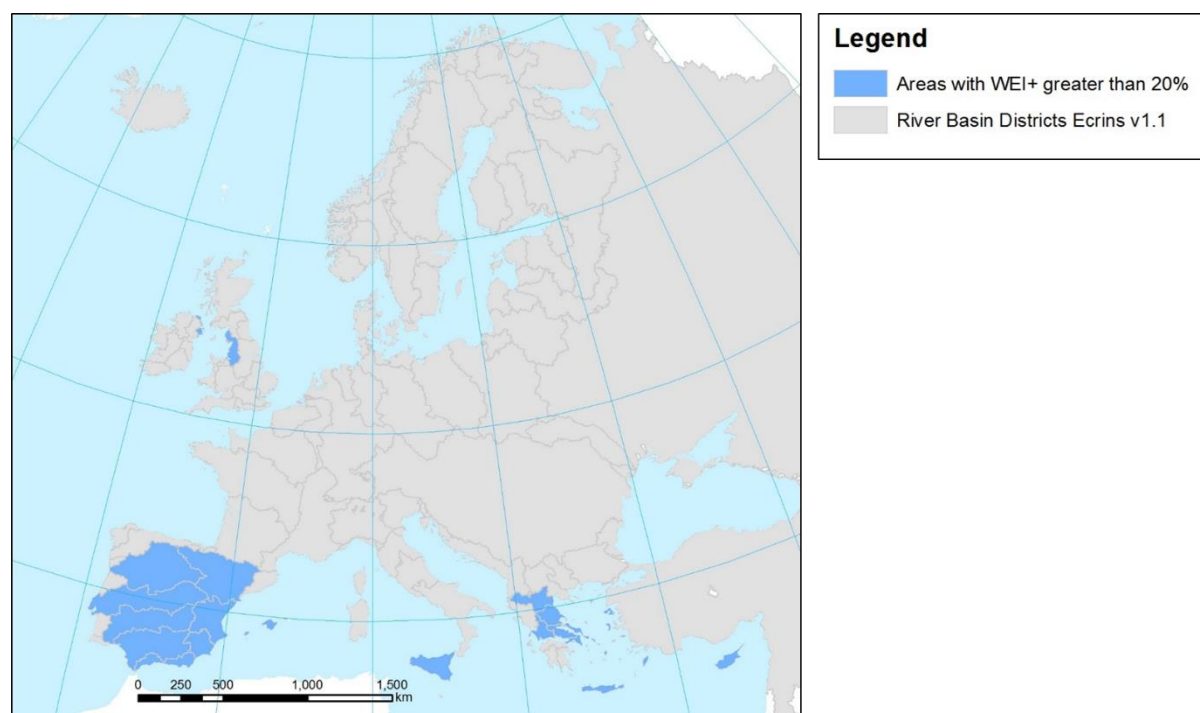 Legend
Areas with WEI+ greater than 20%
River Basin Districts Ecrins v1.1
0 250 500 1,000 1,500
km